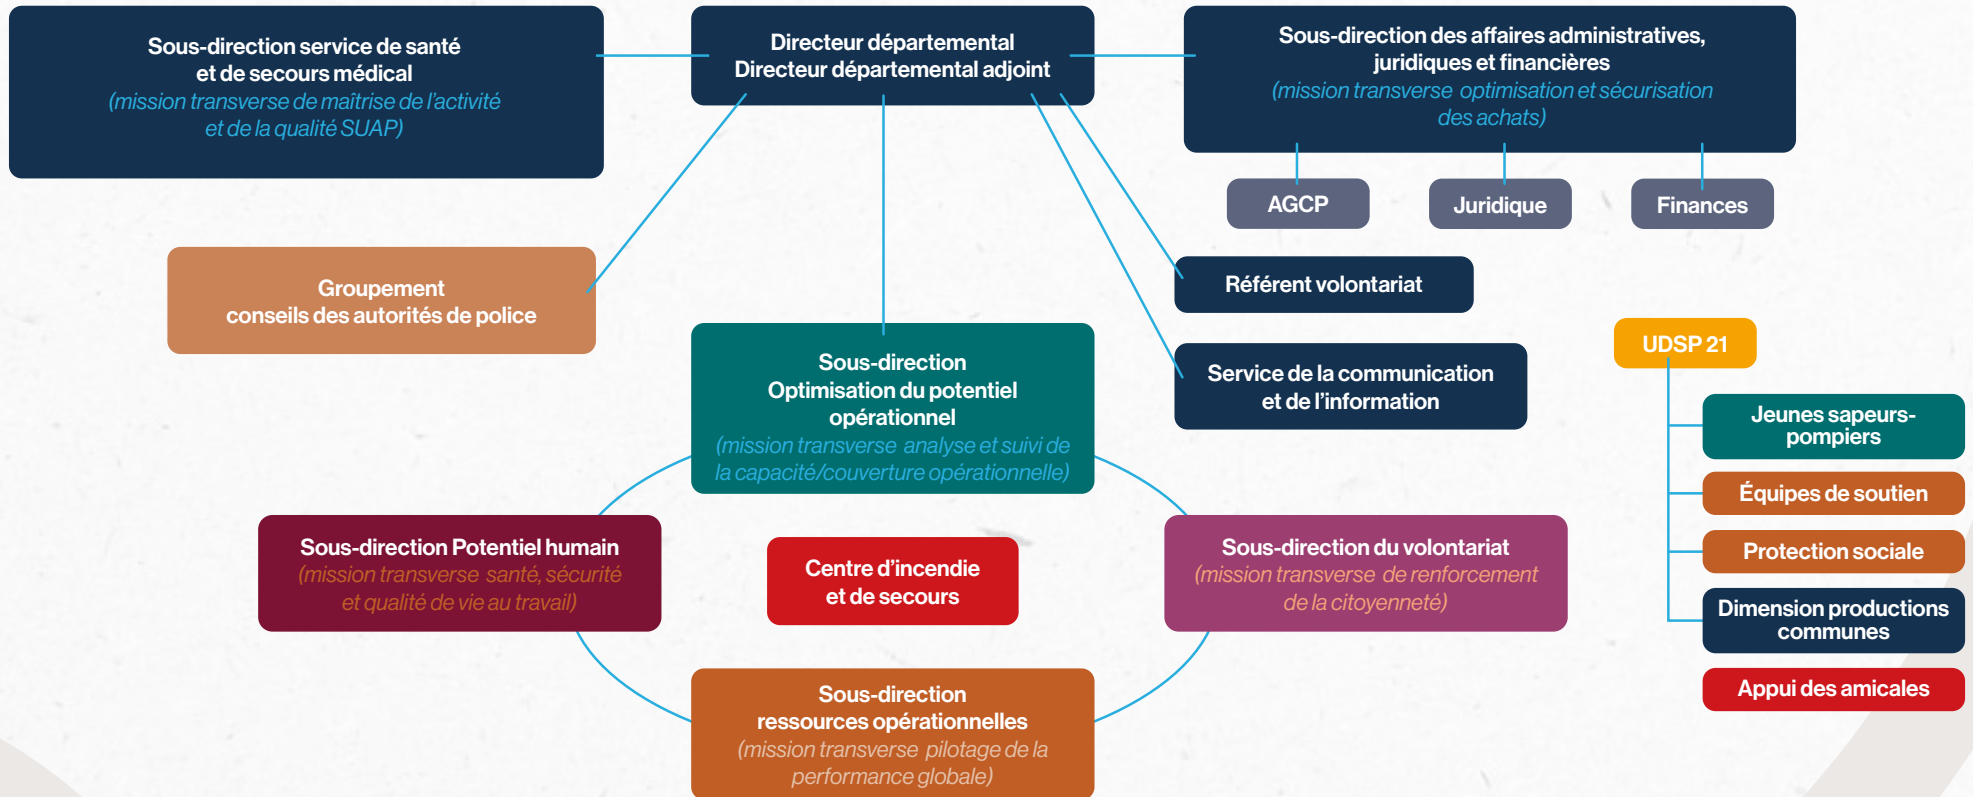 Sous-direction service de santé
et de secours médical
(mission transverse de maîtrise de l'activité
et de la qualité SUAP)
Directeur départemental
Directeur départemental adjoint
Sous-direction des affaires administratives,
juridiques et financières
(mission transverse optimisation et sécurisation
des achats)
AGCP
Juridique
Finances
Groupement
conseils des autorités de police
Référent volontariat
Service de la communication
et de l'information
Sous-direction
Optimisation du potentiel
opérationnel
(mission transverse analyse et suivi de
la capacité/couverture opérationnelle)
Sous-direction Potentiel humain
(mission transverse santé, sécurité
et qualité de vie au travail)
Centre d'incendie
et de secours
Sous-direction du volontariat
(mission transverse de renforcement
de la citoyenneté)
Sous-direction
ressources opérationnelles
(mission transverse pilotage de la
performance globale)
UDSP 21
Jeunes sapeurs-
pompiers
Équipes de soutien
Protection sociale
Dimension productions
communes
Appui des amicales